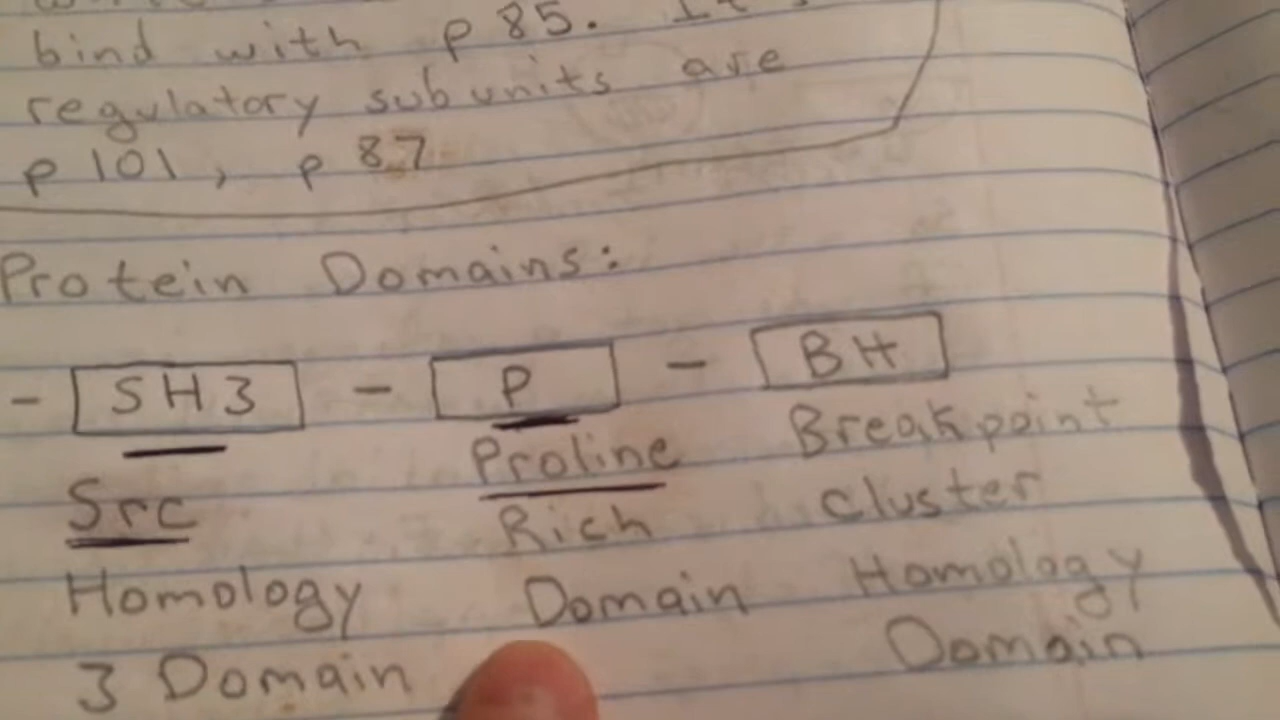 bind with p 85. It
regulatory subunits are
p 101, p 87
Protein Domains:
- SH3 - P - BH
Src Proline Breakpoint
Homology Rich cluster
3 Domain Domain Homology
Domain